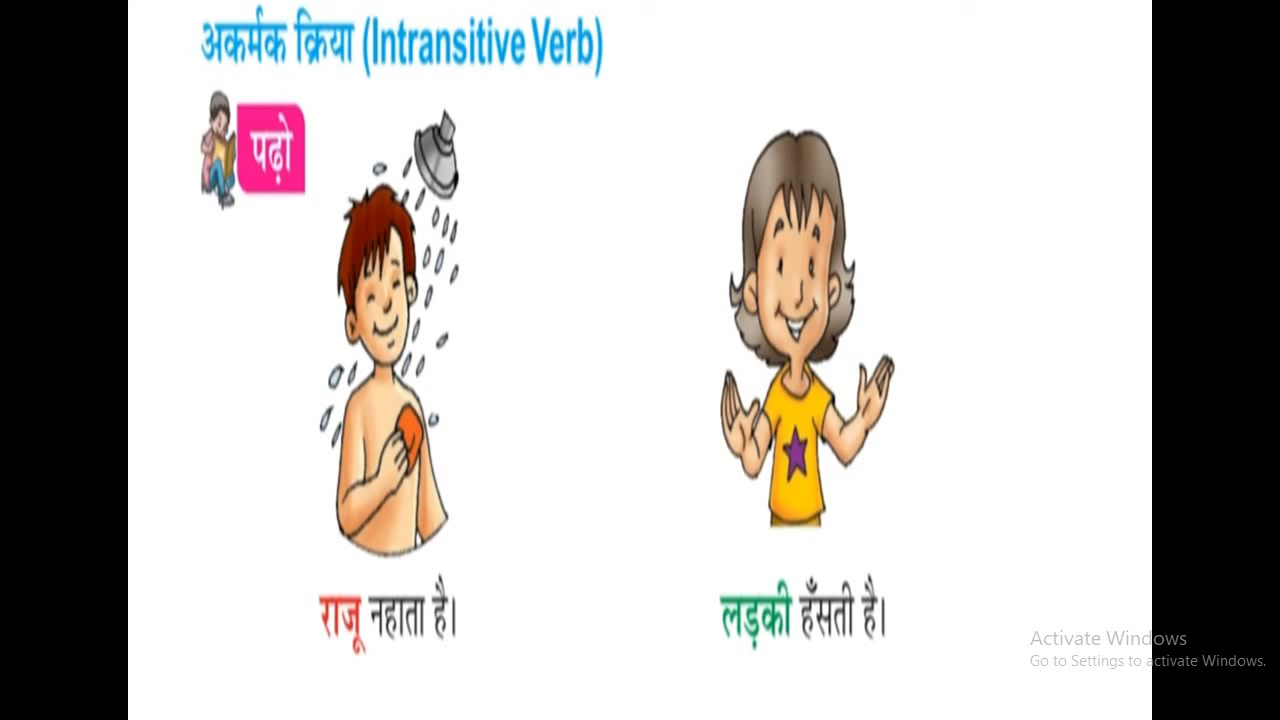 अकर्मक क्रिया (Intransitive Verb)
पढ़ो
राजू नहाता है।
लड़की हँसती है।
Activate Windows
Go to Settings to activate Windows.